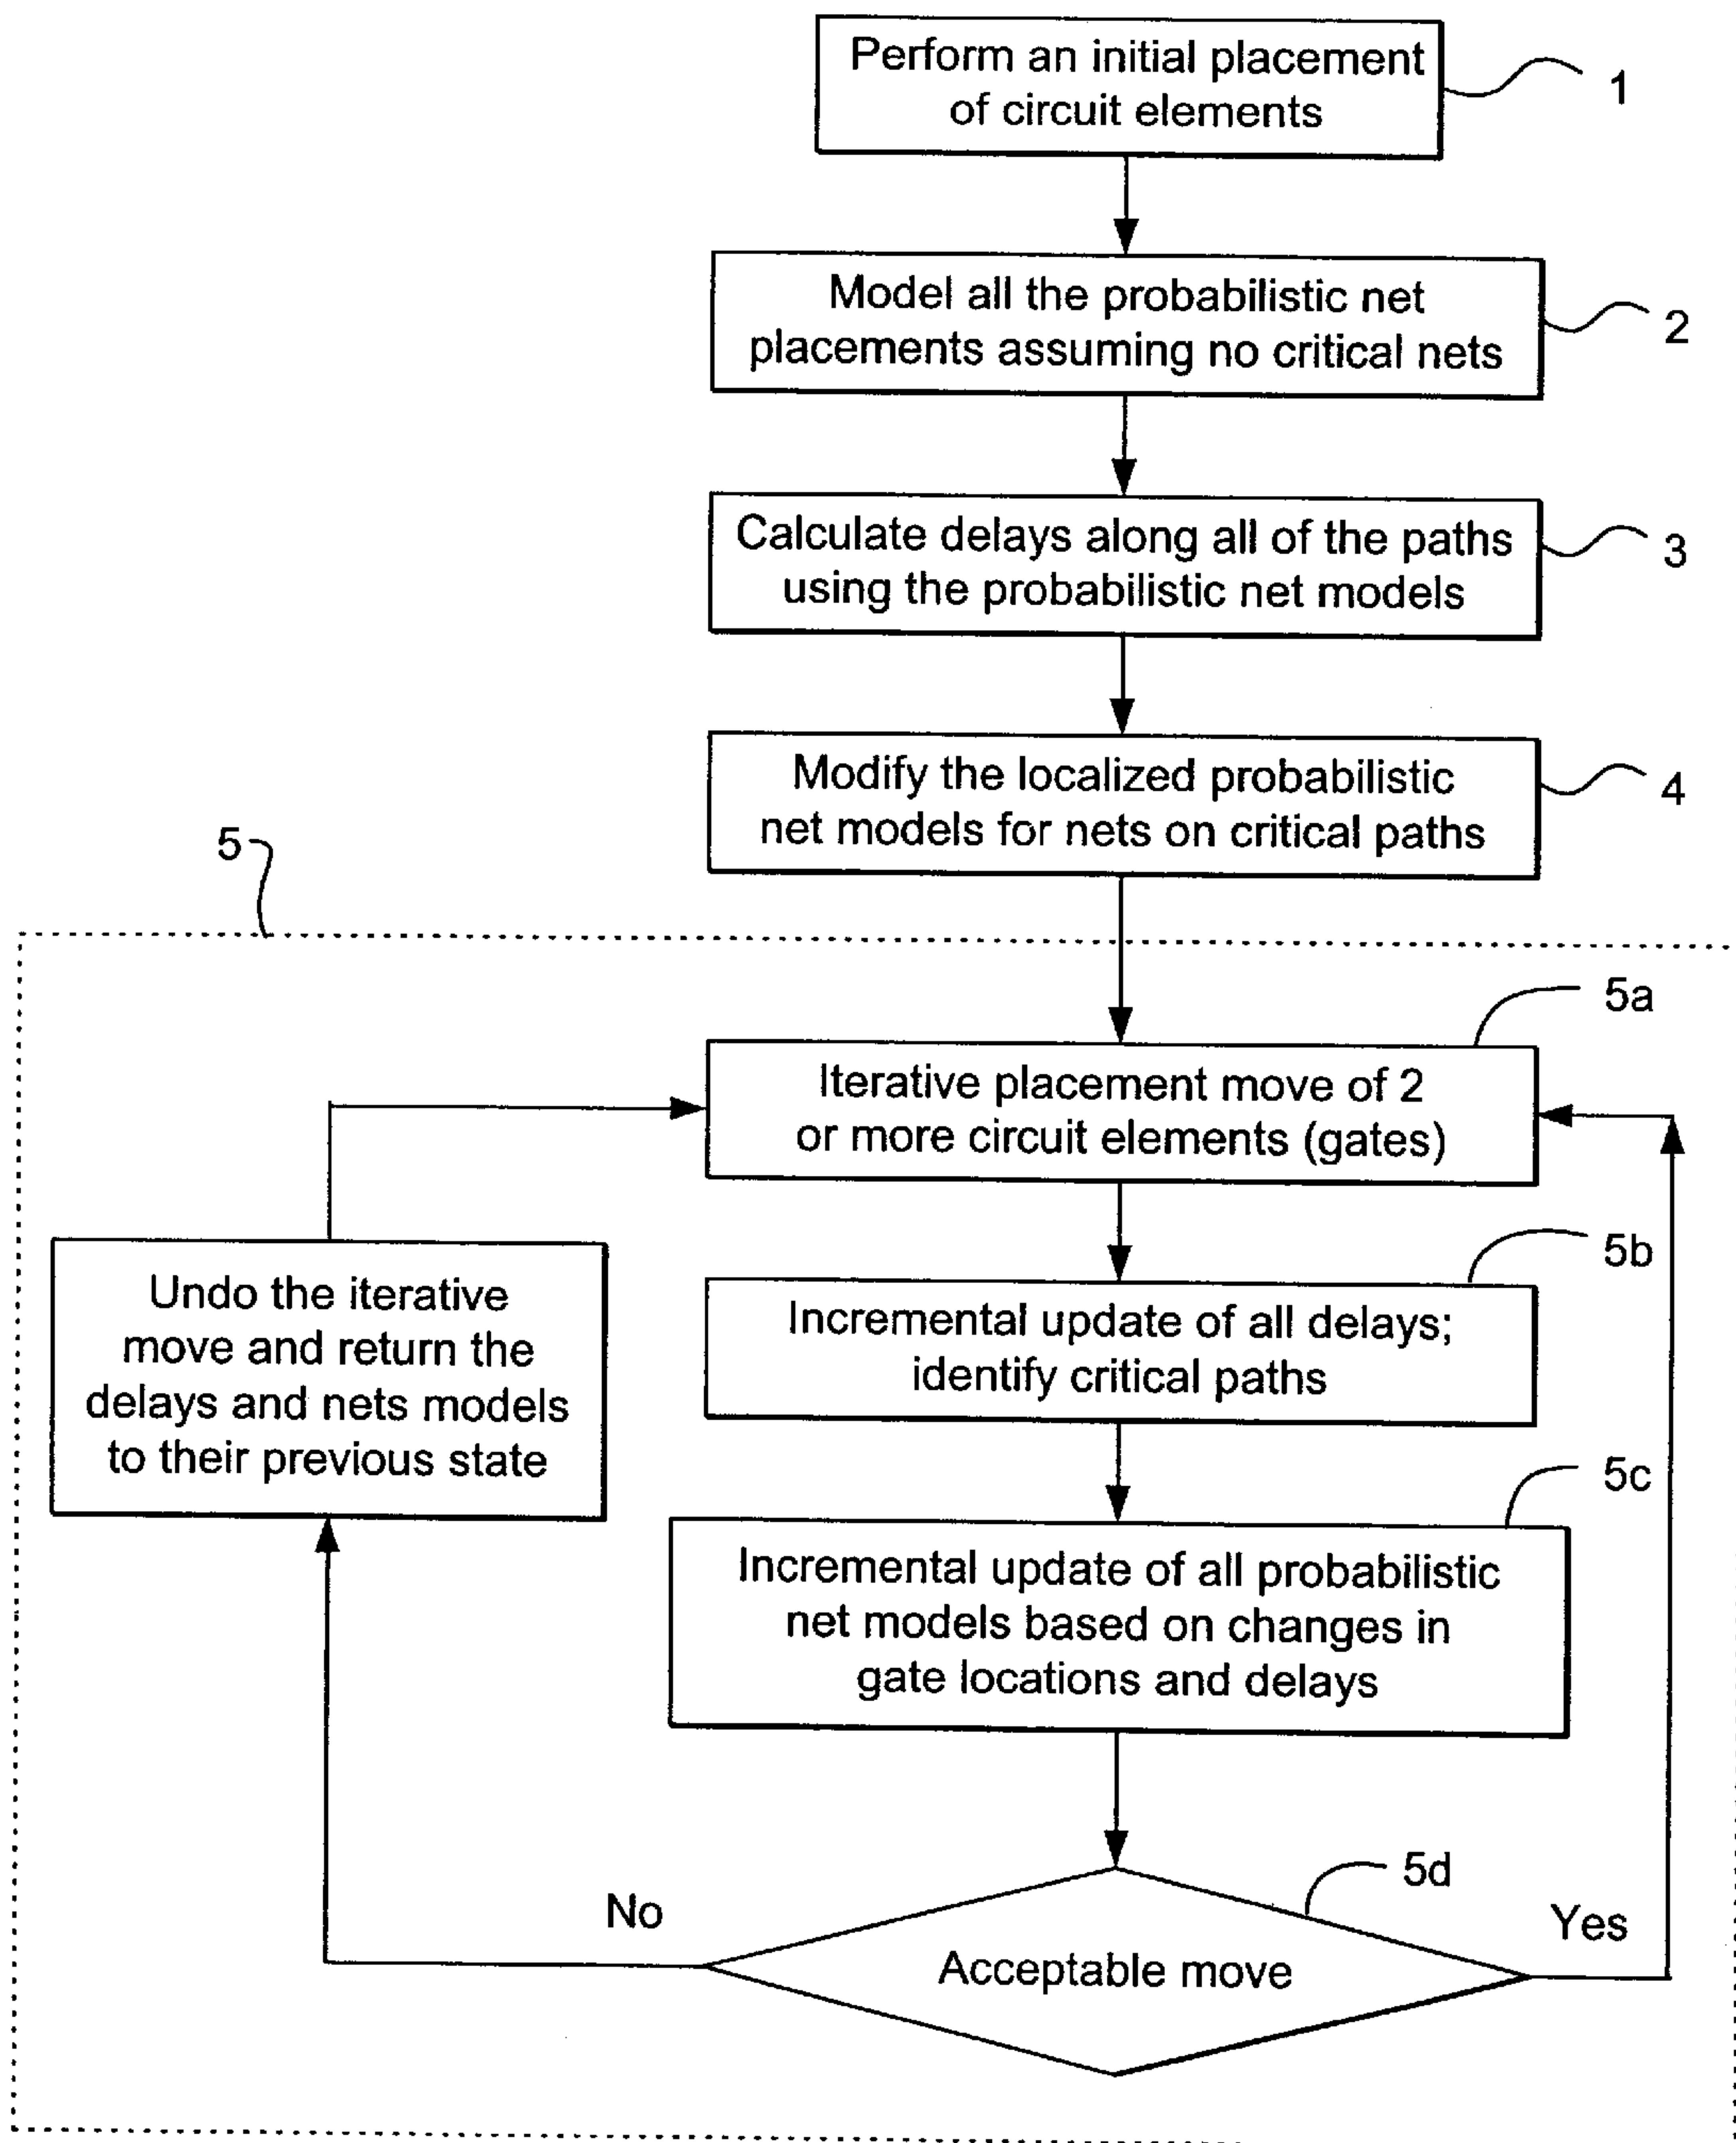 Perform an initial placement
of circuit elements
1
Model all the probabilistic net
placements assuming no critical nets
2
Calculate delays along all of the paths
using the probabilistic net models
3
Modify the localized probabilistic
net models for nets on critical paths
4
5
5a
Iterative placement move of 2
or more circuit elements (gates)
5b
Undo the iterative
move and return the
delays and nets models
to their previous state
Incremental update of all delays;
identify critical paths
5c
Incremental update of all probabilistic
net models based on changes in
gate locations and delays
5d
No
Yes
Acceptable move